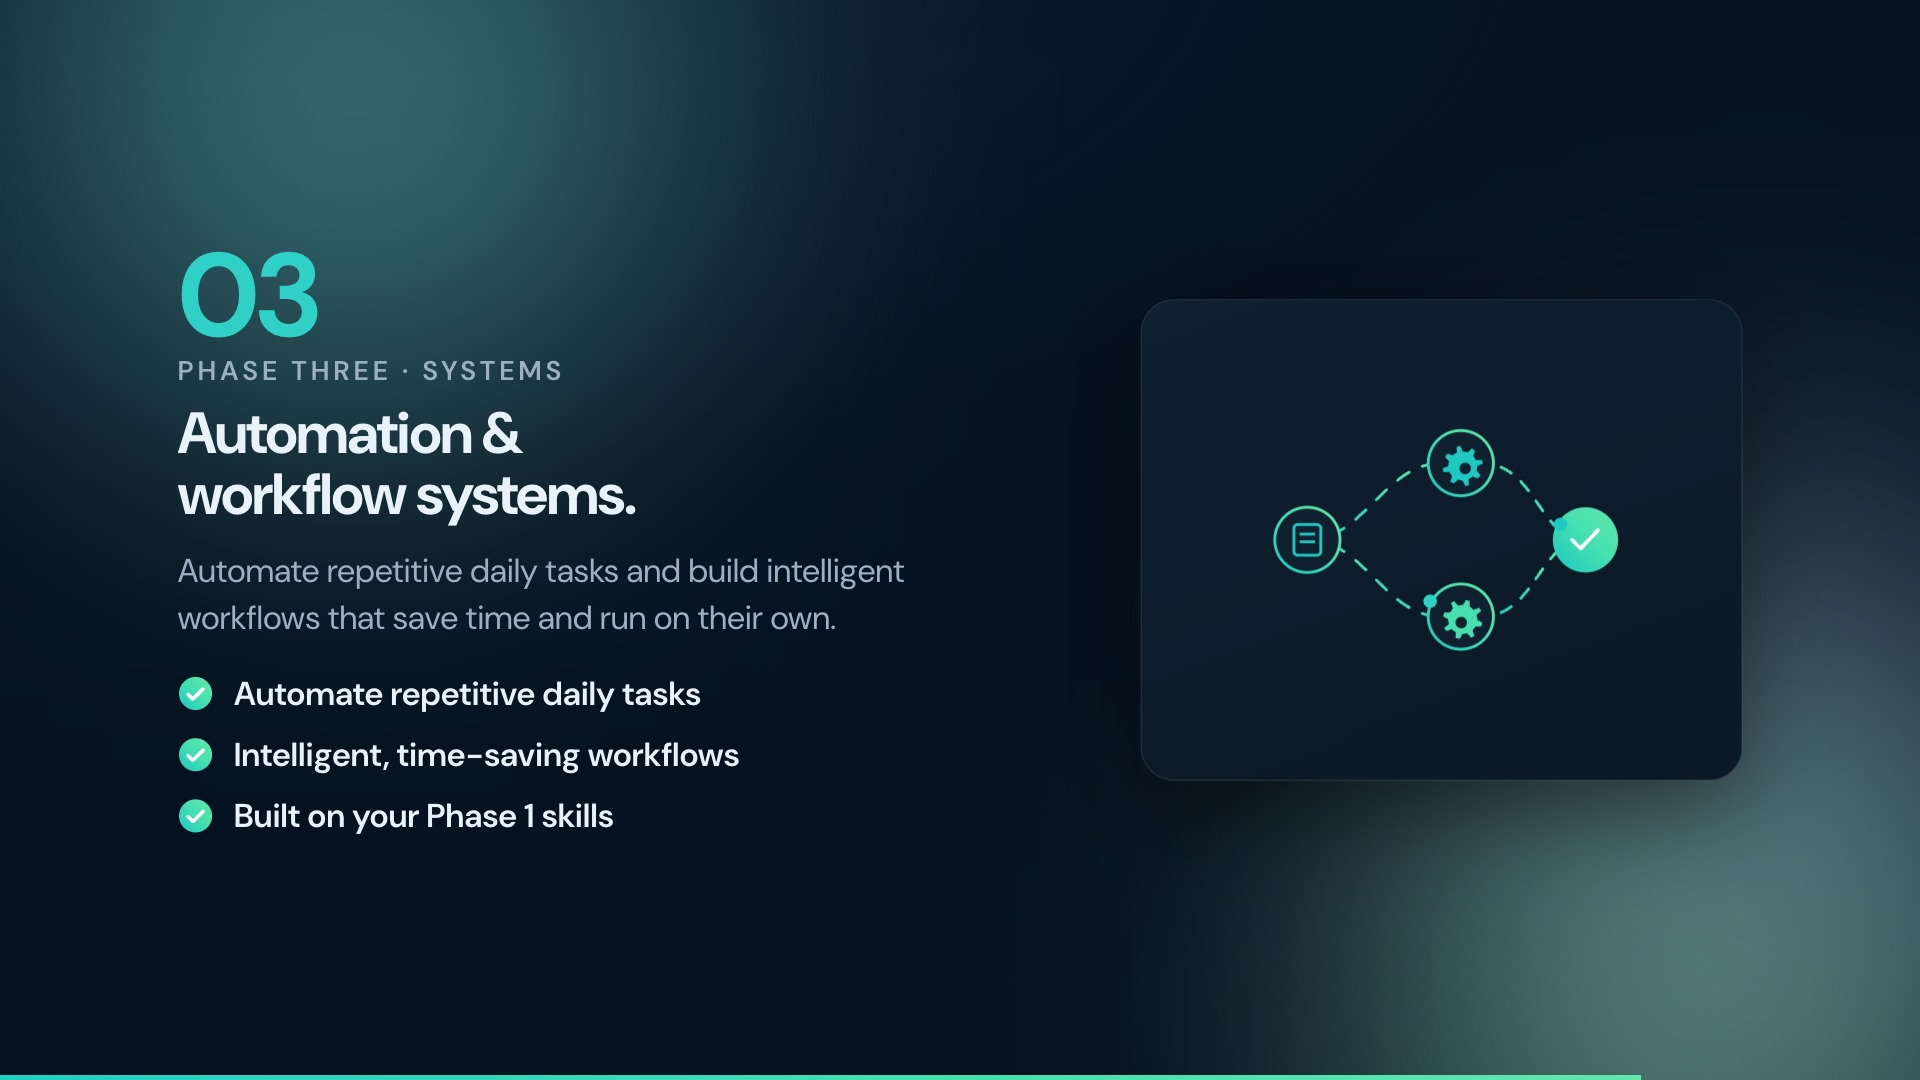 03
PHASE THREE · SYSTEMS
Automation &
workflow systems.
Automate repetitive daily tasks and build intelligent
workflows that save time and run on their own.
Automate repetitive daily tasks
Intelligent, time-saving workflows
Built on your Phase 1 skills